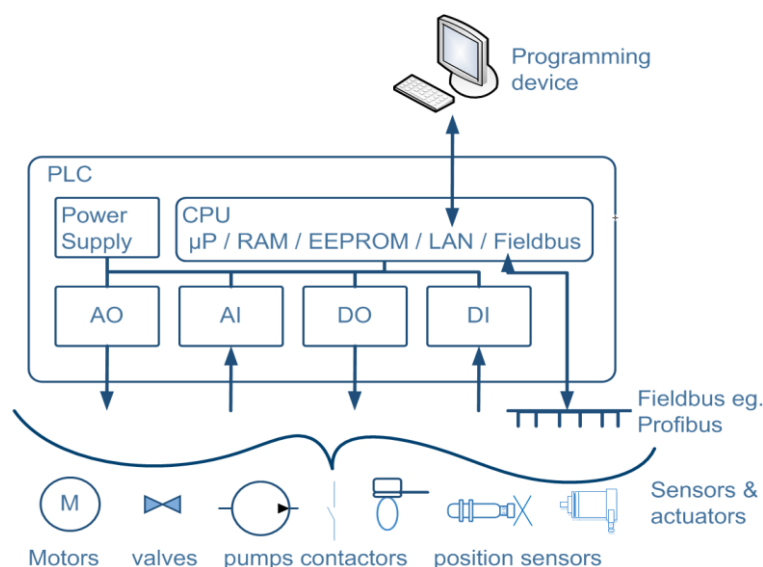 Programming
device
PLC
Power
Supply
CPU
µP / RAM / EEPROM / LAN / Fieldbus
AO
AI
DO
DI
Fieldbus eg.
Profibus
M
Sensors &
actuators
Motors valves pumps contactors position sensors